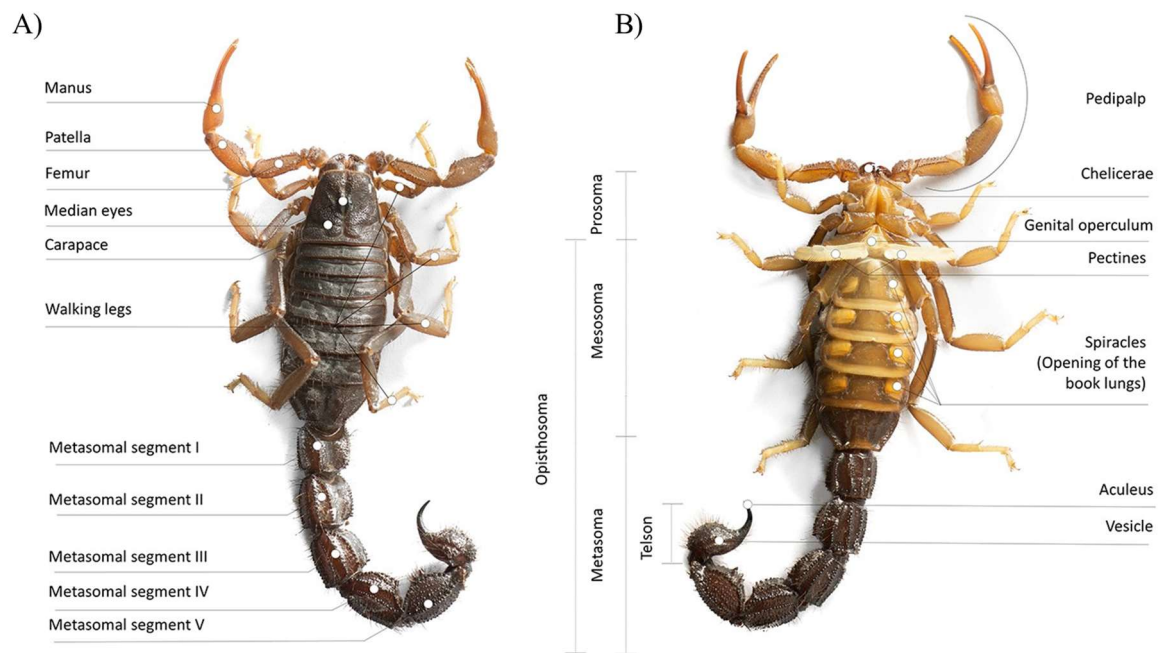 A)
Manus
Patella
Femur
Median eyes
Carapace
Walking legs
Metasomal segment I
Metasomal segment II
Metasomal segment III
Metasomal segment IV
Metasomal segment V
Prosoma
Mesosoma
Opisthosoma
Metasoma
B)
Pedipalp
Chelicerae
Genital operculum
Pectines
Spiracles
(Opening of the
book lungs)
Aculeus
Vesicle
Telson